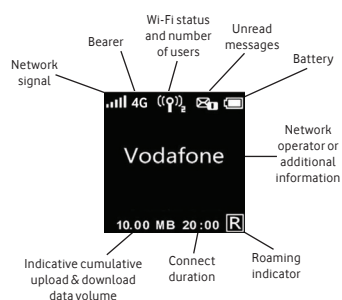 Wi-Fi status
and number
of users
Unread
messages
Bearer
Battery
Network
signal
4G
2
Vodafone
Network
operator or
additional
information
10.00 MB 20:00 R
Indicative cumulative
upload & download
data volume
Connect
duration
Roaming
indicator